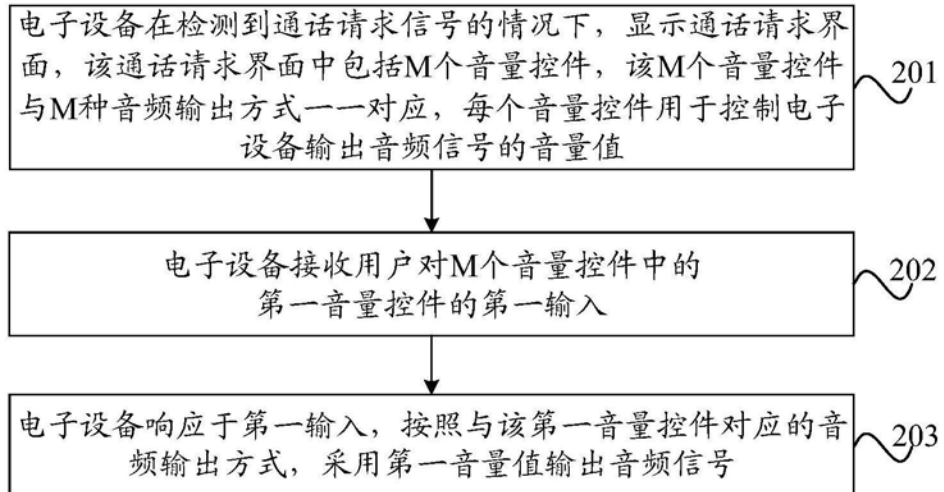 电子设备在检测到通话请求信号的情况下，显示通话请求界
面，该通话请求界面中包括M个音量控件，该M个音量控件
与M种音频输出方式一一对应，每个音量控件用于控制电子
设备输出音频信号的音量值
201
电子设备接收用户对M个音量控件中的
第一音量控件的第一输入
202
电子设备响应于第一输入，按照与该第一音量控件对应的音
频输出方式，采用第一音量值输出音频信号
203